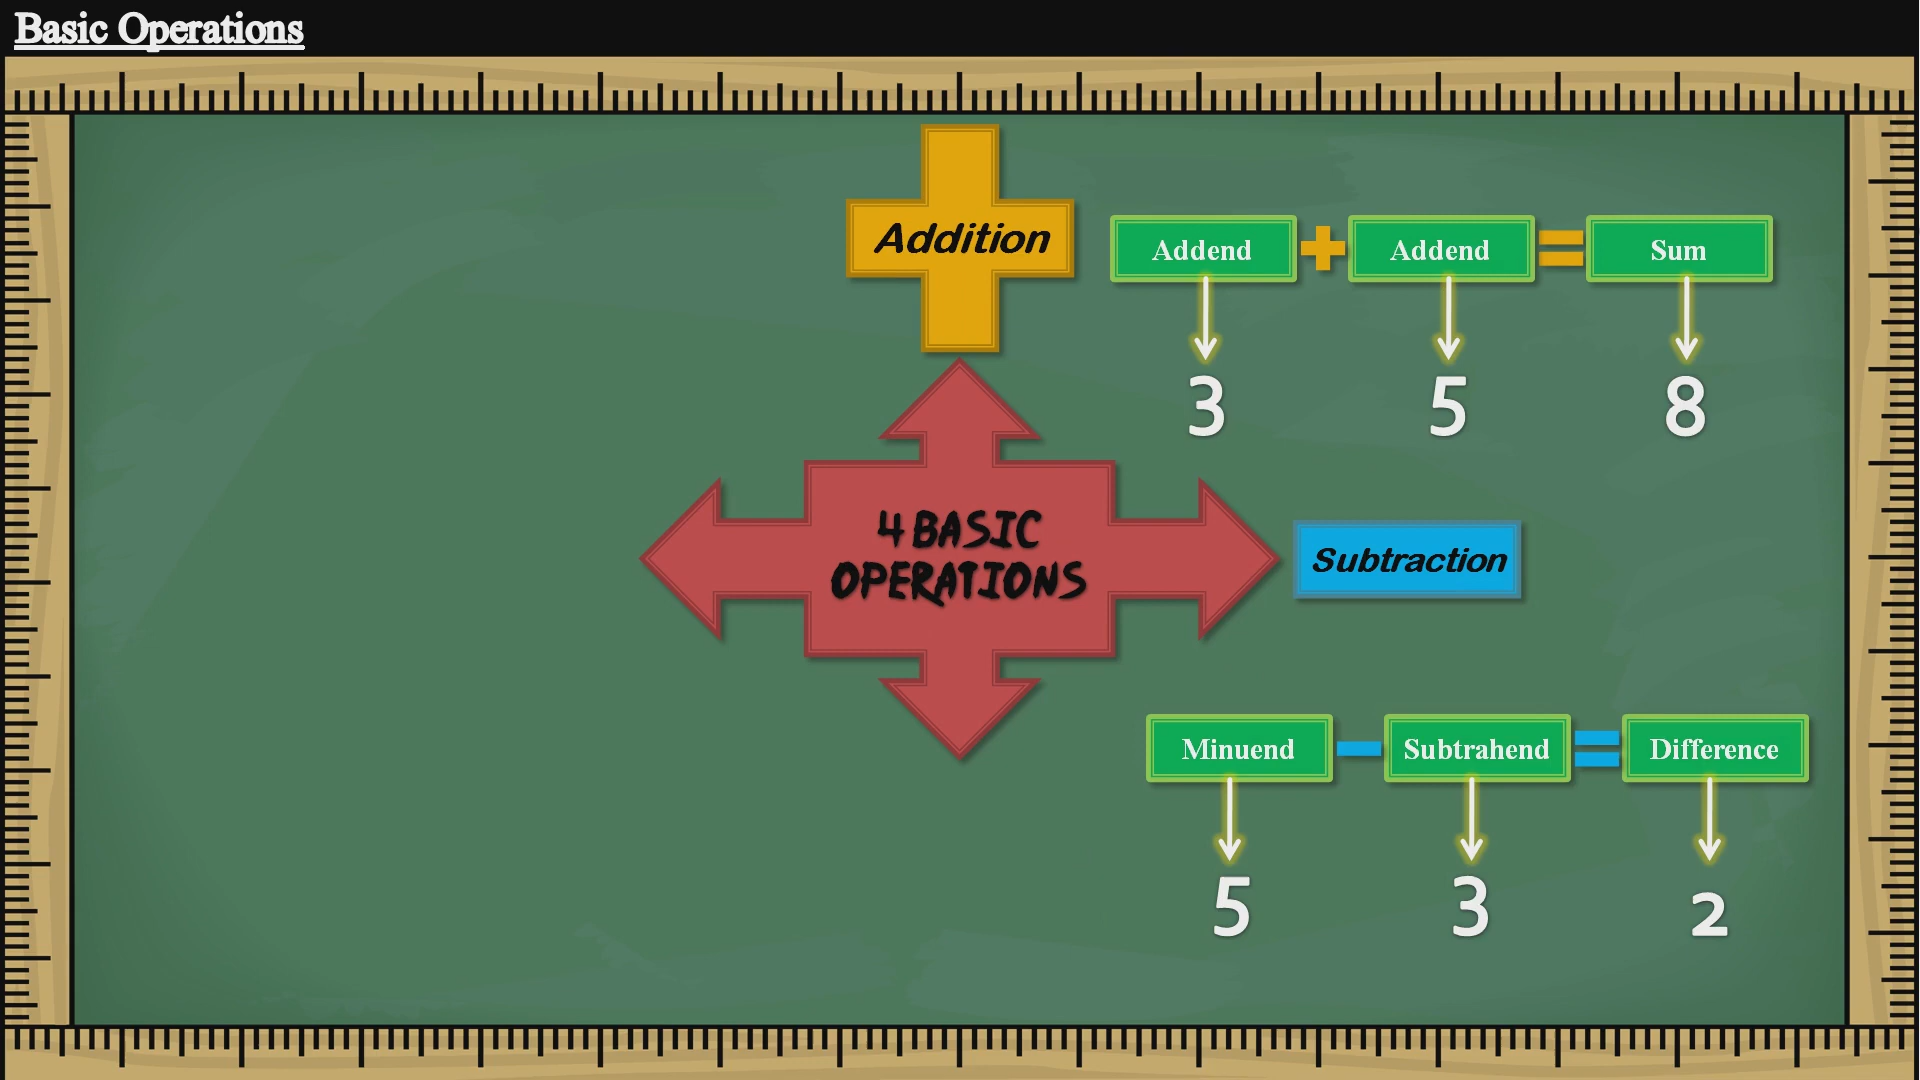 Basic Operations
Addition
Addend + Addend = Sum
3 5 8
4 BASIC
OPERATIONS
Subtraction
Minuend - Subtrahend = Difference
5 3 2